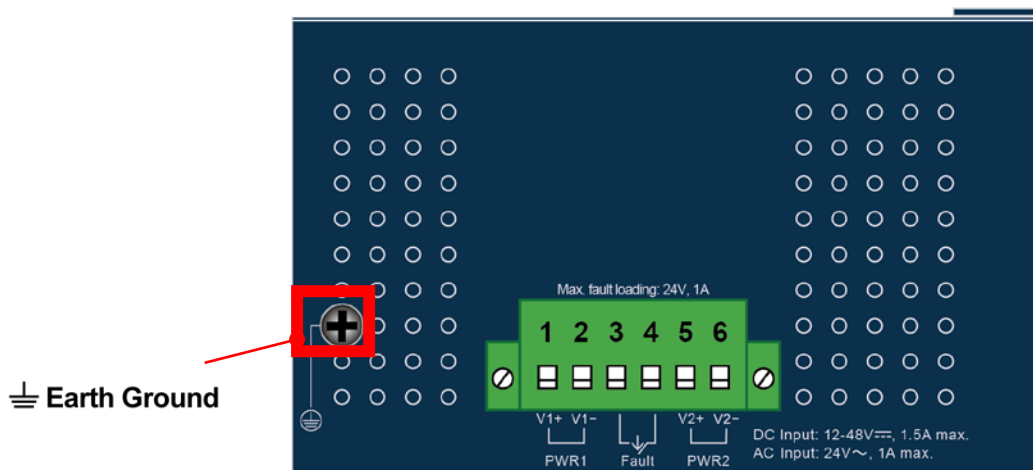 Max. fault loading: 24V, 1A
1 2 3 4 5 6
V1+ V1− V2+ V2−
PWR1 Fault PWR2
DC Input: 12-48V⎓, 1.5A max.
AC Input: 24V∼, 1A max.
Earth Ground